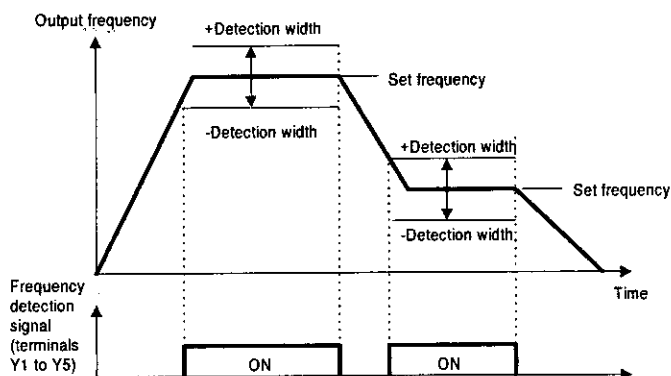 Output frequency
+Detection width
Set frequency
-Detection width
+Detection width
Set frequency
-Detection width
Time
Frequency
detection
signal
(terminals
Y1 to Y5)
ON
ON